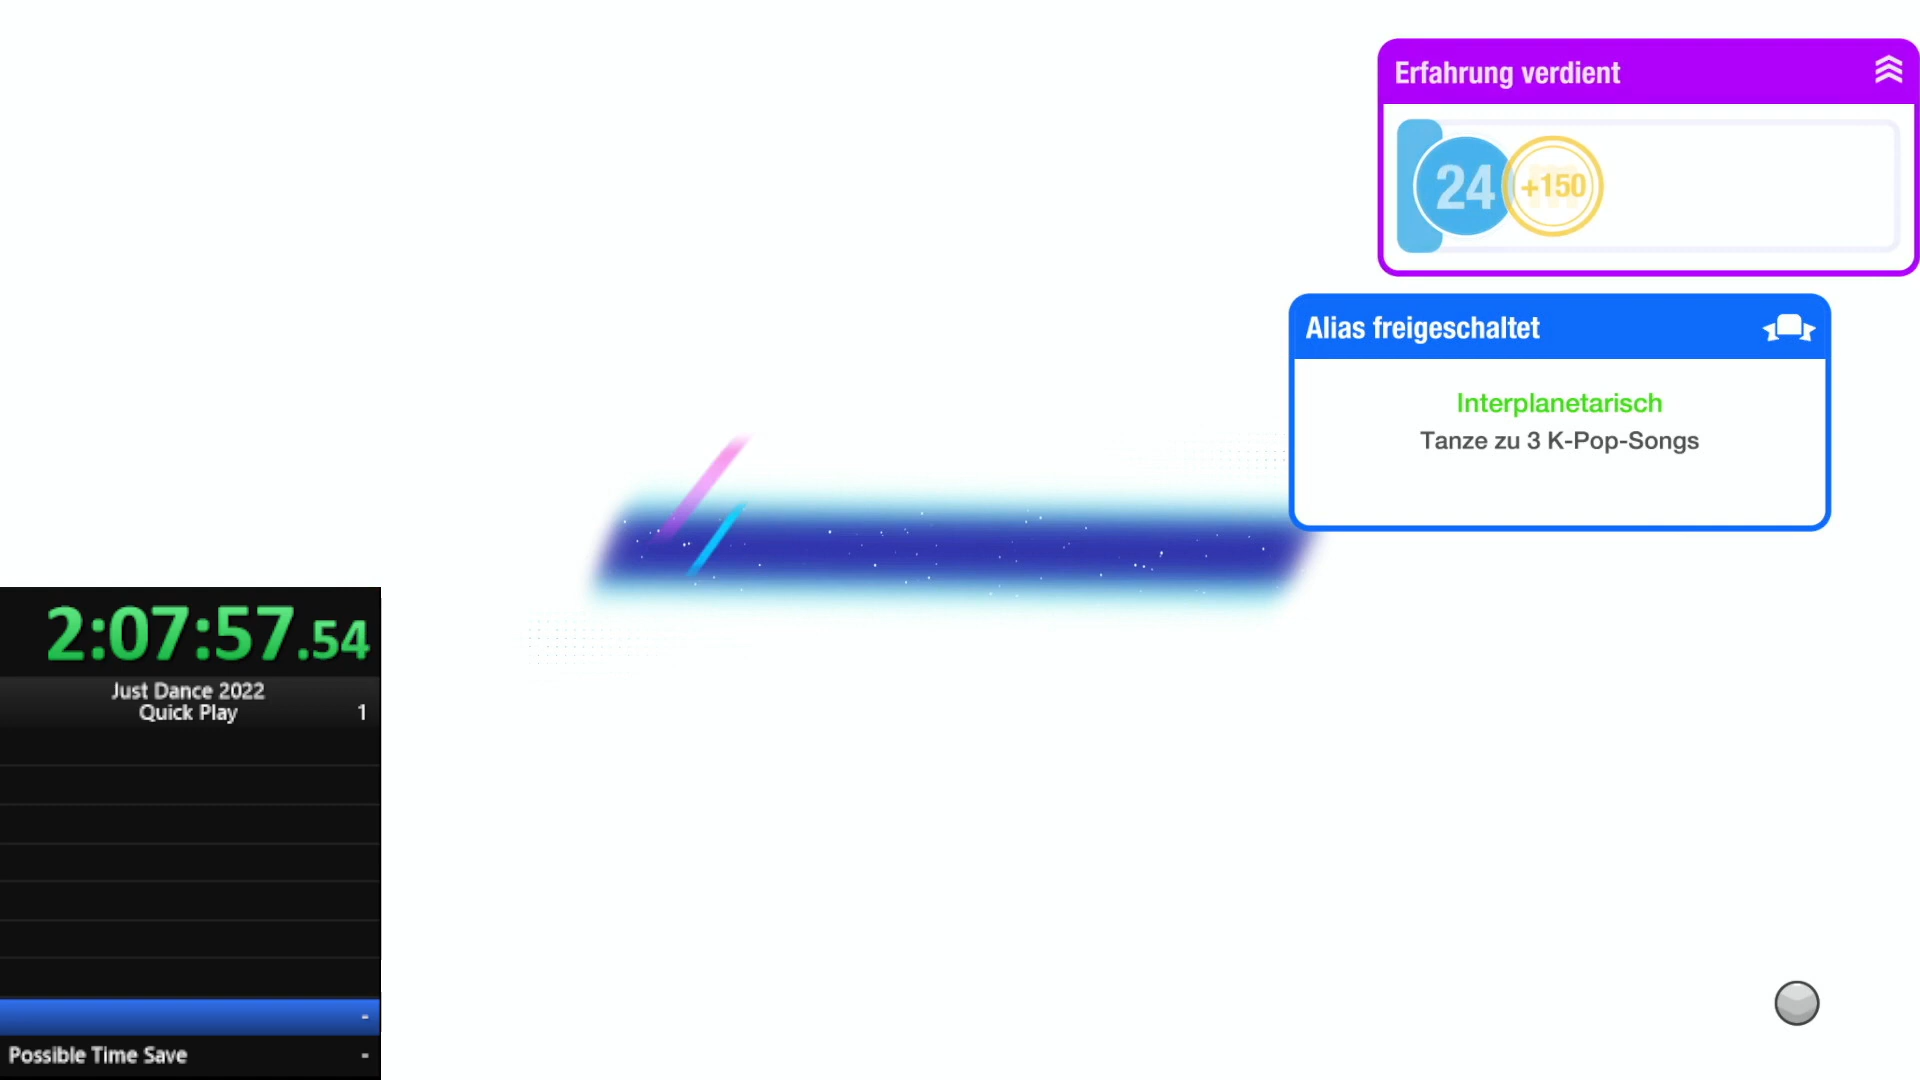 Erfahrung verdient
24
+150
Alias freigeschaltet
Interplanetarisch
Tanze zu 3 K-Pop-Songs
2:07:57.54
Just Dance 2022
Quick Play 1
-
Possible Time Save -